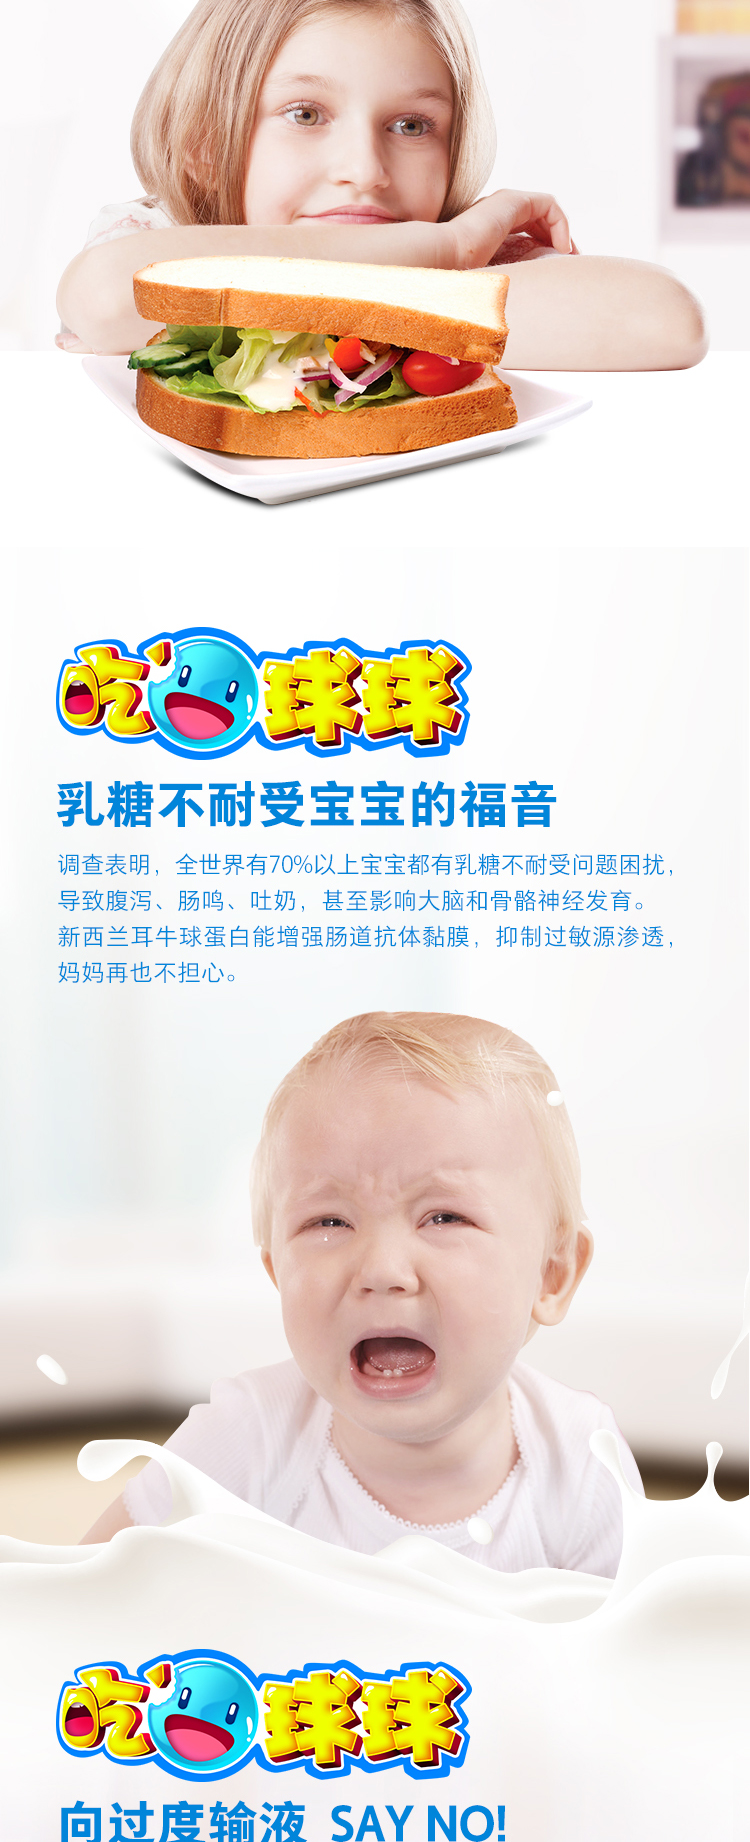 吃口球球
乳糖不耐受宝宝的福音
调查表明，全世界有70%以上宝宝都有乳糖不耐受问题困扰，
导致腹泻、肠鸣、吐奶，甚至影响大脑和骨骼神经发育。
新西兰耳牛球蛋白能增强肠道抗体黏膜，抑制过敏源渗透，
妈妈再也不担心。
吃口球球
向过度输液 SAY NO!